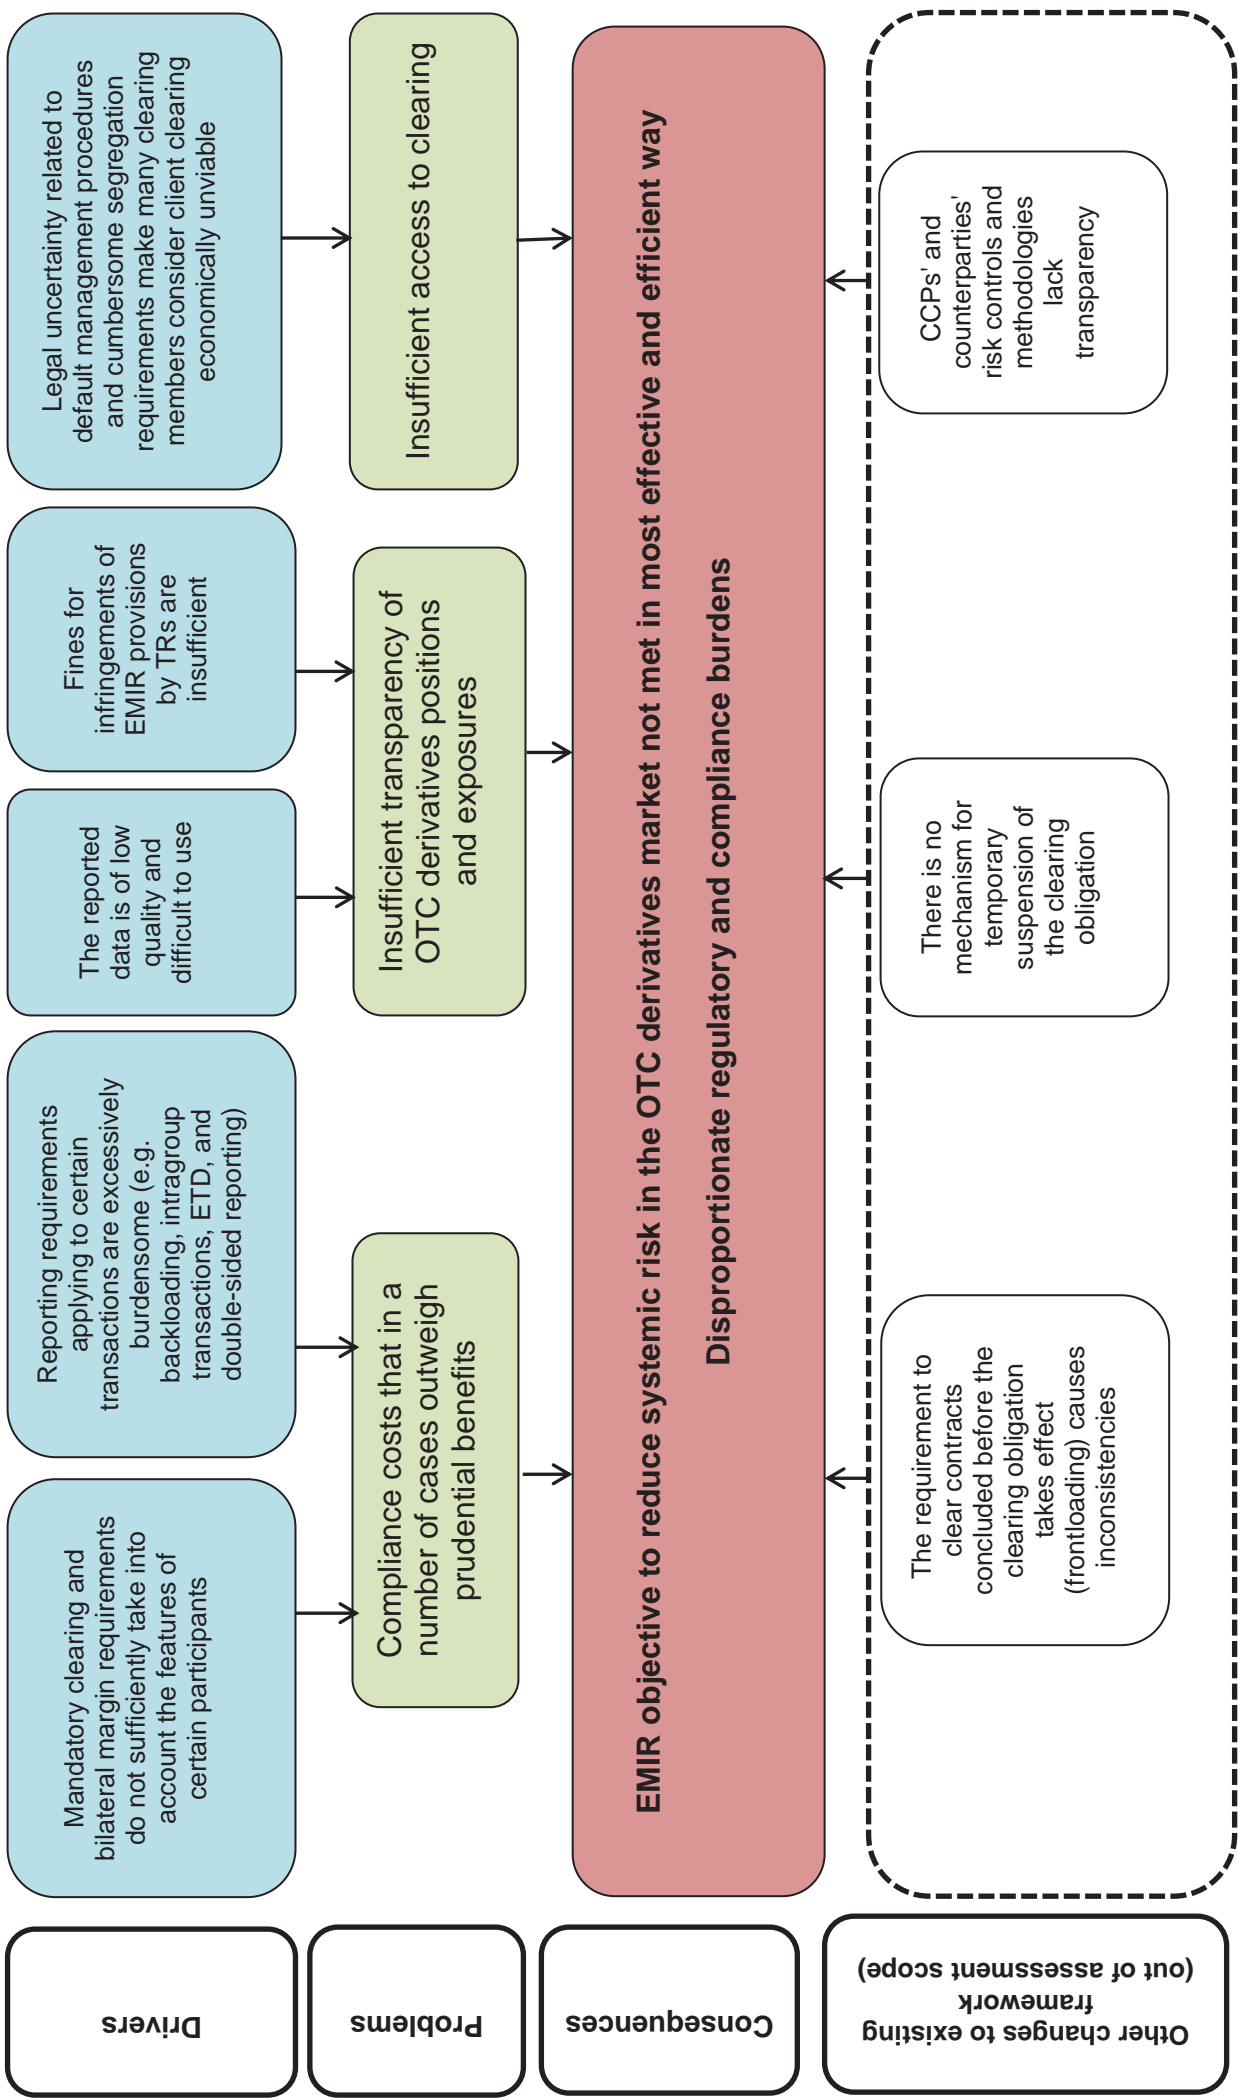 Drivers
Mandatory clearing and
bilateral margin requirements
do not sufficiently take into
account the features of
certain participants
Reporting requirements
applying to certain
transactions are excessively
burdensome (e.g.
backloading, intragroup
transactions, ETD, and
double-sided reporting)
The reported
data is of low
quality and
difficult to use
Fines for
infringements of
EMIR provisions
by TRs are
insufficient
Legal uncertainty related to
default management procedures
and cumbersome segregation
requirements make many clearing
members consider client clearing
economically unviable
Problems
Compliance costs that in a
number of cases outweigh
prudential benefits
Insufficient transparency of
OTC derivatives positions
and exposures
Insufficient access to clearing
Consequences
EMIR objective to reduce systemic risk in the OTC derivatives market not met in most effective and efficient way
Disproportionate regulatory and compliance burdens
Other changes to existing
framework
(out of assessment scope)
The requirement to
clear contracts
concluded before the
clearing obligation
takes effect
(frontloading) causes
inconsistencies
There is no
mechanism for
temporary
suspension of
the clearing
obligation
CCPs' and
counterparties'
risk controls and
methodologies
lack
transparency